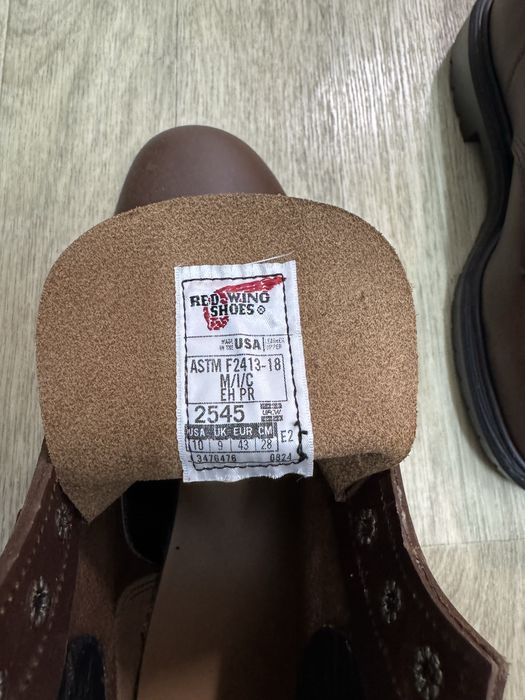 RED WING
SHOES®
MADE IN THE USA LEATHER UPPER
ASTM F2413-18
M/I/C
EH PR
2545 URW
USA UK EUR CM
10 9 43 28 E2
3476476 0824